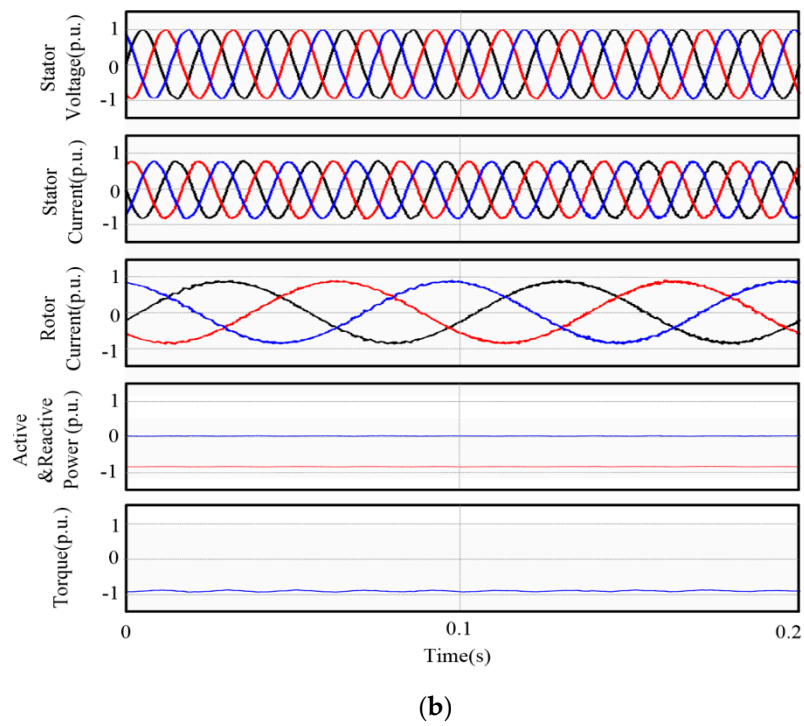 Stator
Voltage(p.u.)
1
0
-1
Stator
Current(p.u.)
1
0
-1
Rotor
Current(p.u.)
1
0
-1
Active
&Reactive
Power (p.u.)
1
0
-1
Torque(p.u.)
1
0
-1
0 0.1 0.2
Time(s)
(b)